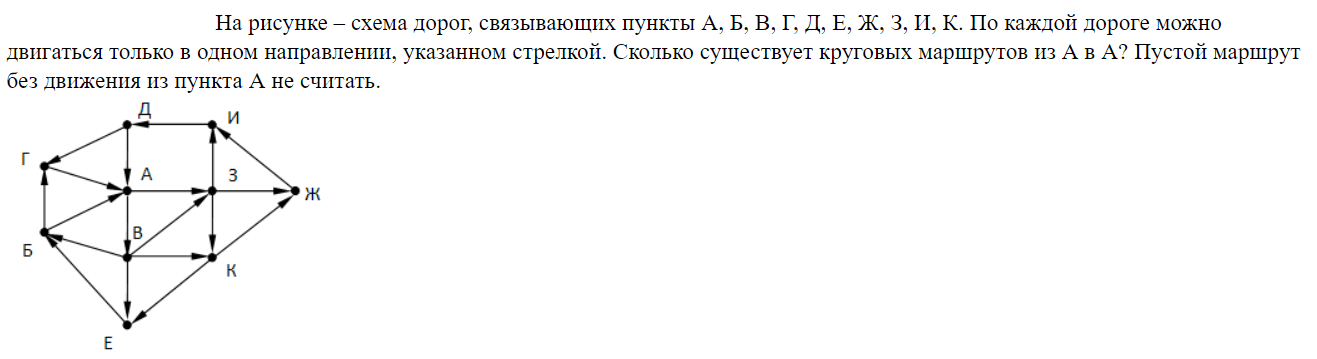 На рисунке – схема дорог, связывающих пункты А, Б, В, Г, Д, Е, Ж, З, И, К. По каждой дороге можно
двигаться только в одном направлении, указанном стрелкой. Сколько существует круговых маршрутов из А в А? Пустой маршрут
без движения из пункта А не считать.
Д
И
Г
А
З
Ж
В
Б
К
Е